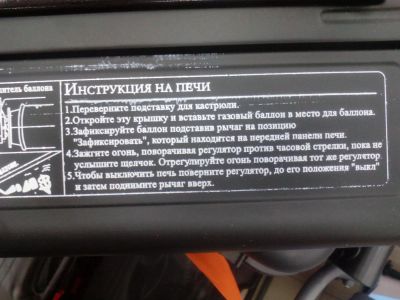 итель баллона
ИНСТРУКЦИЯ НА ПЕЧИ
1.Переверните подставку для кастрюли.
2.Откройте эту крышку и вставьте газовый баллон в место для баллона.
3.Зафиксируйте баллон подставив рычаг на позицию
"Зафиксировать", который находится на передней панели печи.
4.Зажгите огонь, поворачивая регулятор против часовой стрелки, пока не
услышите щелчок. Отрегулируйте огонь поворачивая тот же регулятор
5.Чтобы выключить печь поверните регулятор, до его положения "выкл"
и затем поднимите рычаг вверх.